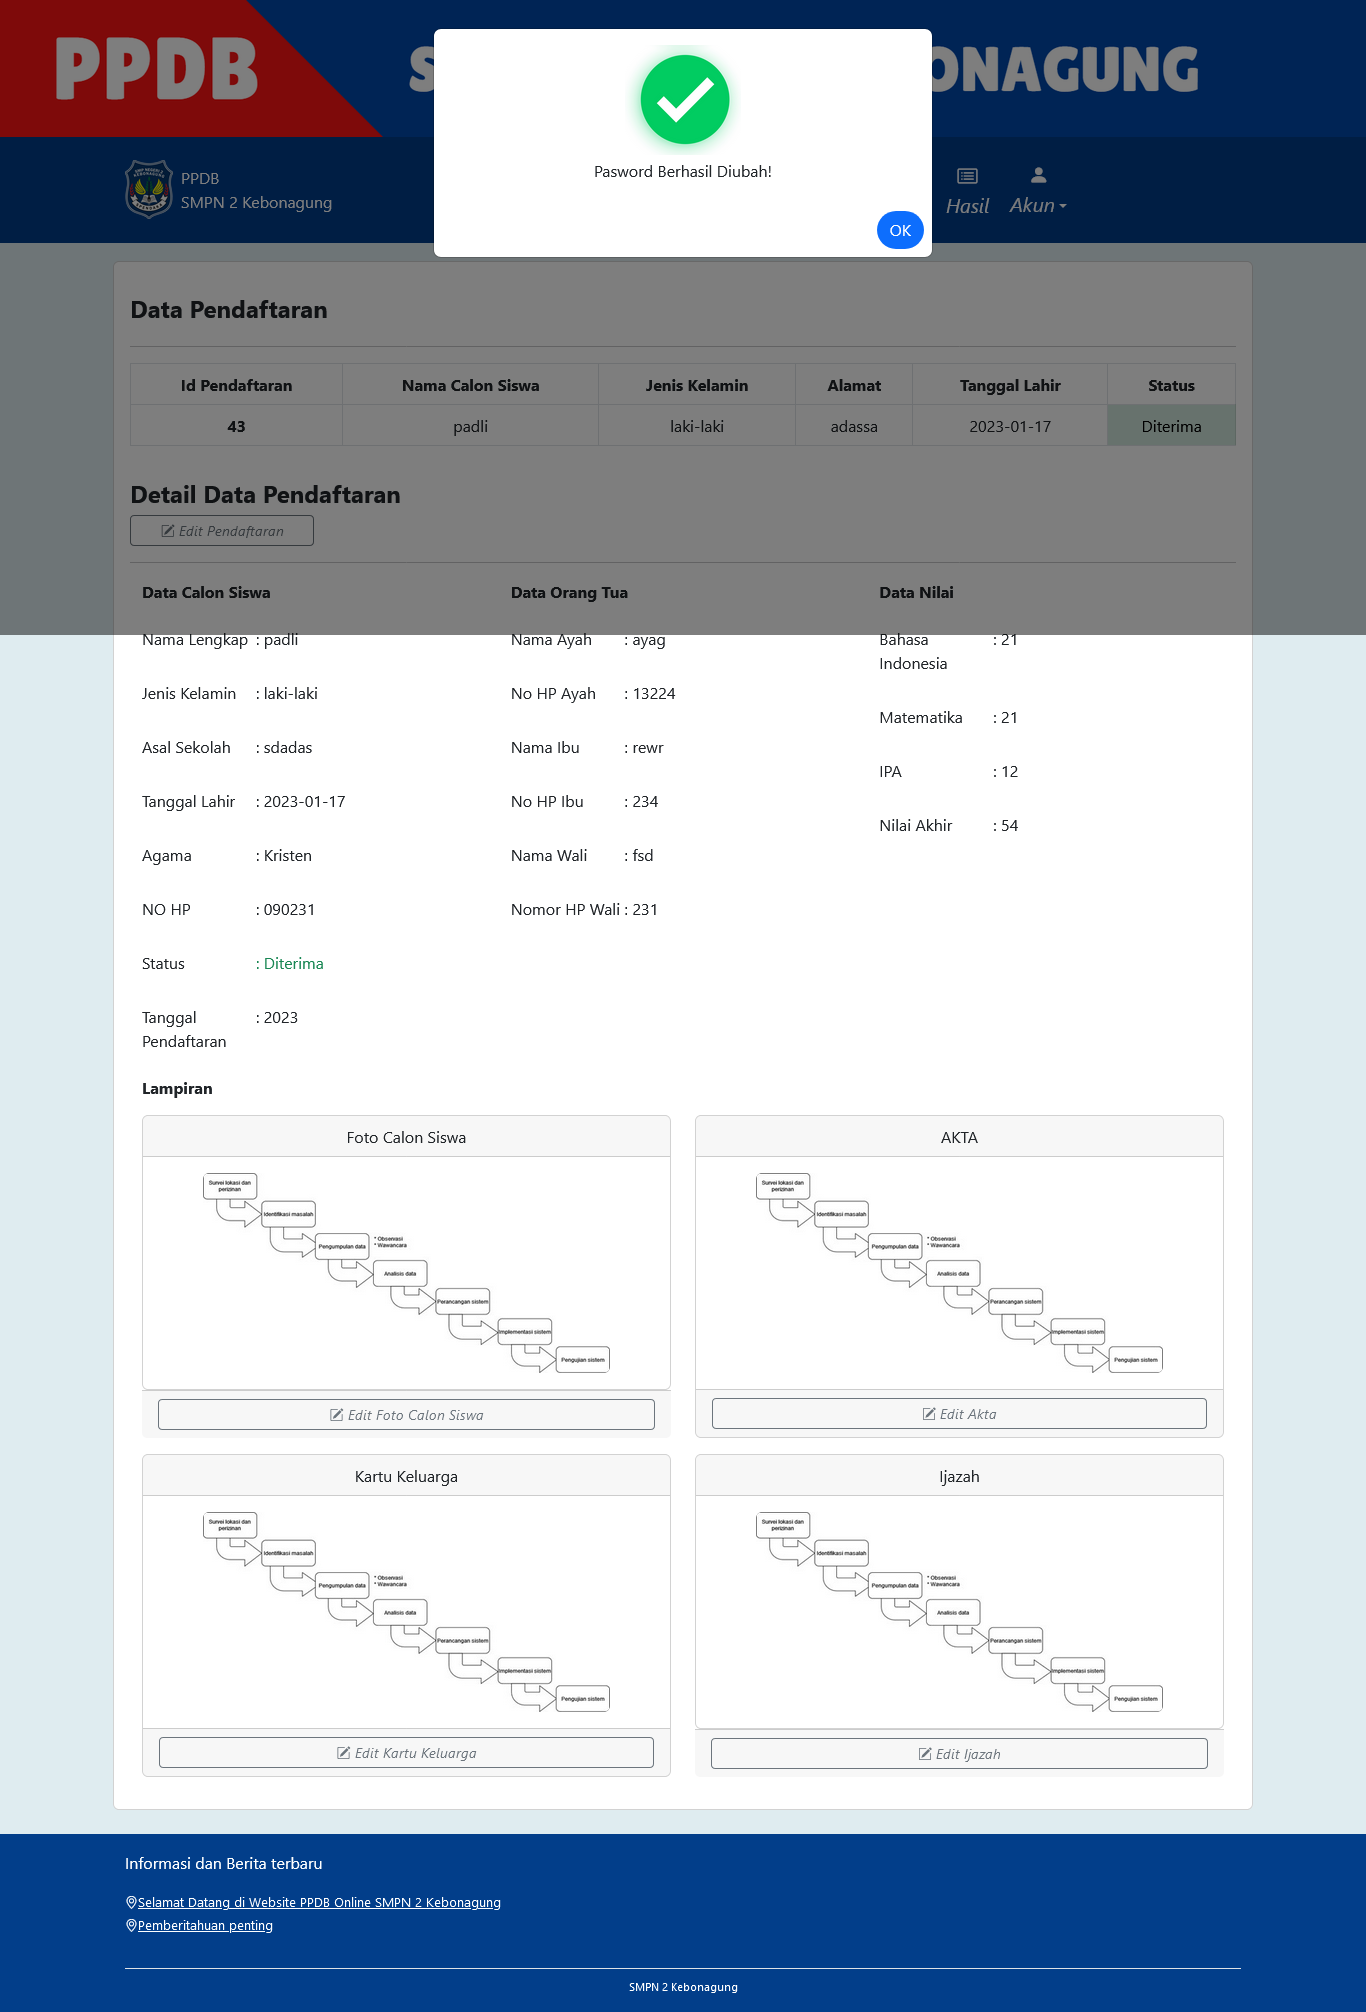 PPDB S ONAGUNG
Pasword Berhasil Diubah!
OK
PPDB
SMPN 2 Kebonagung
Hasil
Akun
Data Pendaftaran
Id Pendaftaran Nama Calon Siswa Jenis Kelamin Alamat Tanggal Lahir Status
43 padli laki-laki adassa 2023-01-17 Diterima
Detail Data Pendaftaran
Edit Pendaftaran
Data Calon Siswa
Nama Lengkap : padli
Jenis Kelamin : laki-laki
Asal Sekolah : sdadas
Tanggal Lahir : 2023-01-17
Agama : Kristen
NO HP : 090231
Status : Diterima
Tanggal : 2023
Pendaftaran
Data Orang Tua
Nama Ayah : ayag
No HP Ayah : 13224
Nama Ibu : rewr
No HP Ibu : 234
Nama Wali : fsd
Nomor HP Wali : 231
Data Nilai
Bahasa : 21
Indonesia
Matematika : 21
IPA : 12
Nilai Akhir : 54
Lampiran
Foto Calon Siswa
Survei lokasi dan
perizinan
Identifikasi masalah
Pengumpulan data
* Observasi
* Wawancara
Analisis data
Perancangan sistem
Implementasi sistem
Pengujian sistem
Edit Foto Calon Siswa
AKTA
Survei lokasi dan
perizinan
Identifikasi masalah
Pengumpulan data
* Observasi
* Wawancara
Analisis data
Perancangan sistem
Implementasi sistem
Pengujian sistem
Edit Akta
Kartu Keluarga
Survei lokasi dan
perizinan
Identifikasi masalah
Pengumpulan data
* Observasi
* Wawancara
Analisis data
Perancangan sistem
Implementasi sistem
Pengujian sistem
Edit Kartu Keluarga
Ijazah
Survei lokasi dan
perizinan
Identifikasi masalah
Pengumpulan data
* Observasi
* Wawancara
Analisis data
Perancangan sistem
Implementasi sistem
Pengujian sistem
Edit Ijazah
Informasi dan Berita terbaru
Selamat Datang di Website PPDB Online SMPN 2 Kebonagung
Pemberitahuan penting
SMPN 2 Kebonagung